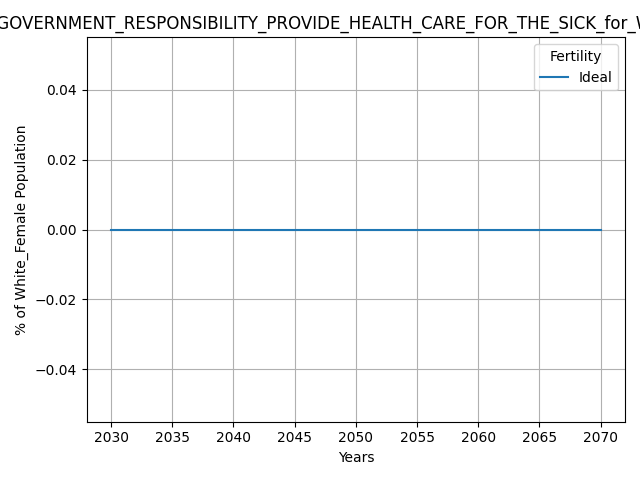 GOVERNMENT_RESPONSIBILITY_PROVIDE_HEALTH_CARE_FOR_THE_SICK_for_W
Fertility
Ideal
0.04
0.02
0.00
−0.02
−0.04
% of White_Female Population
2030 2035 2040 2045 2050 2055 2060 2065 2070
Years